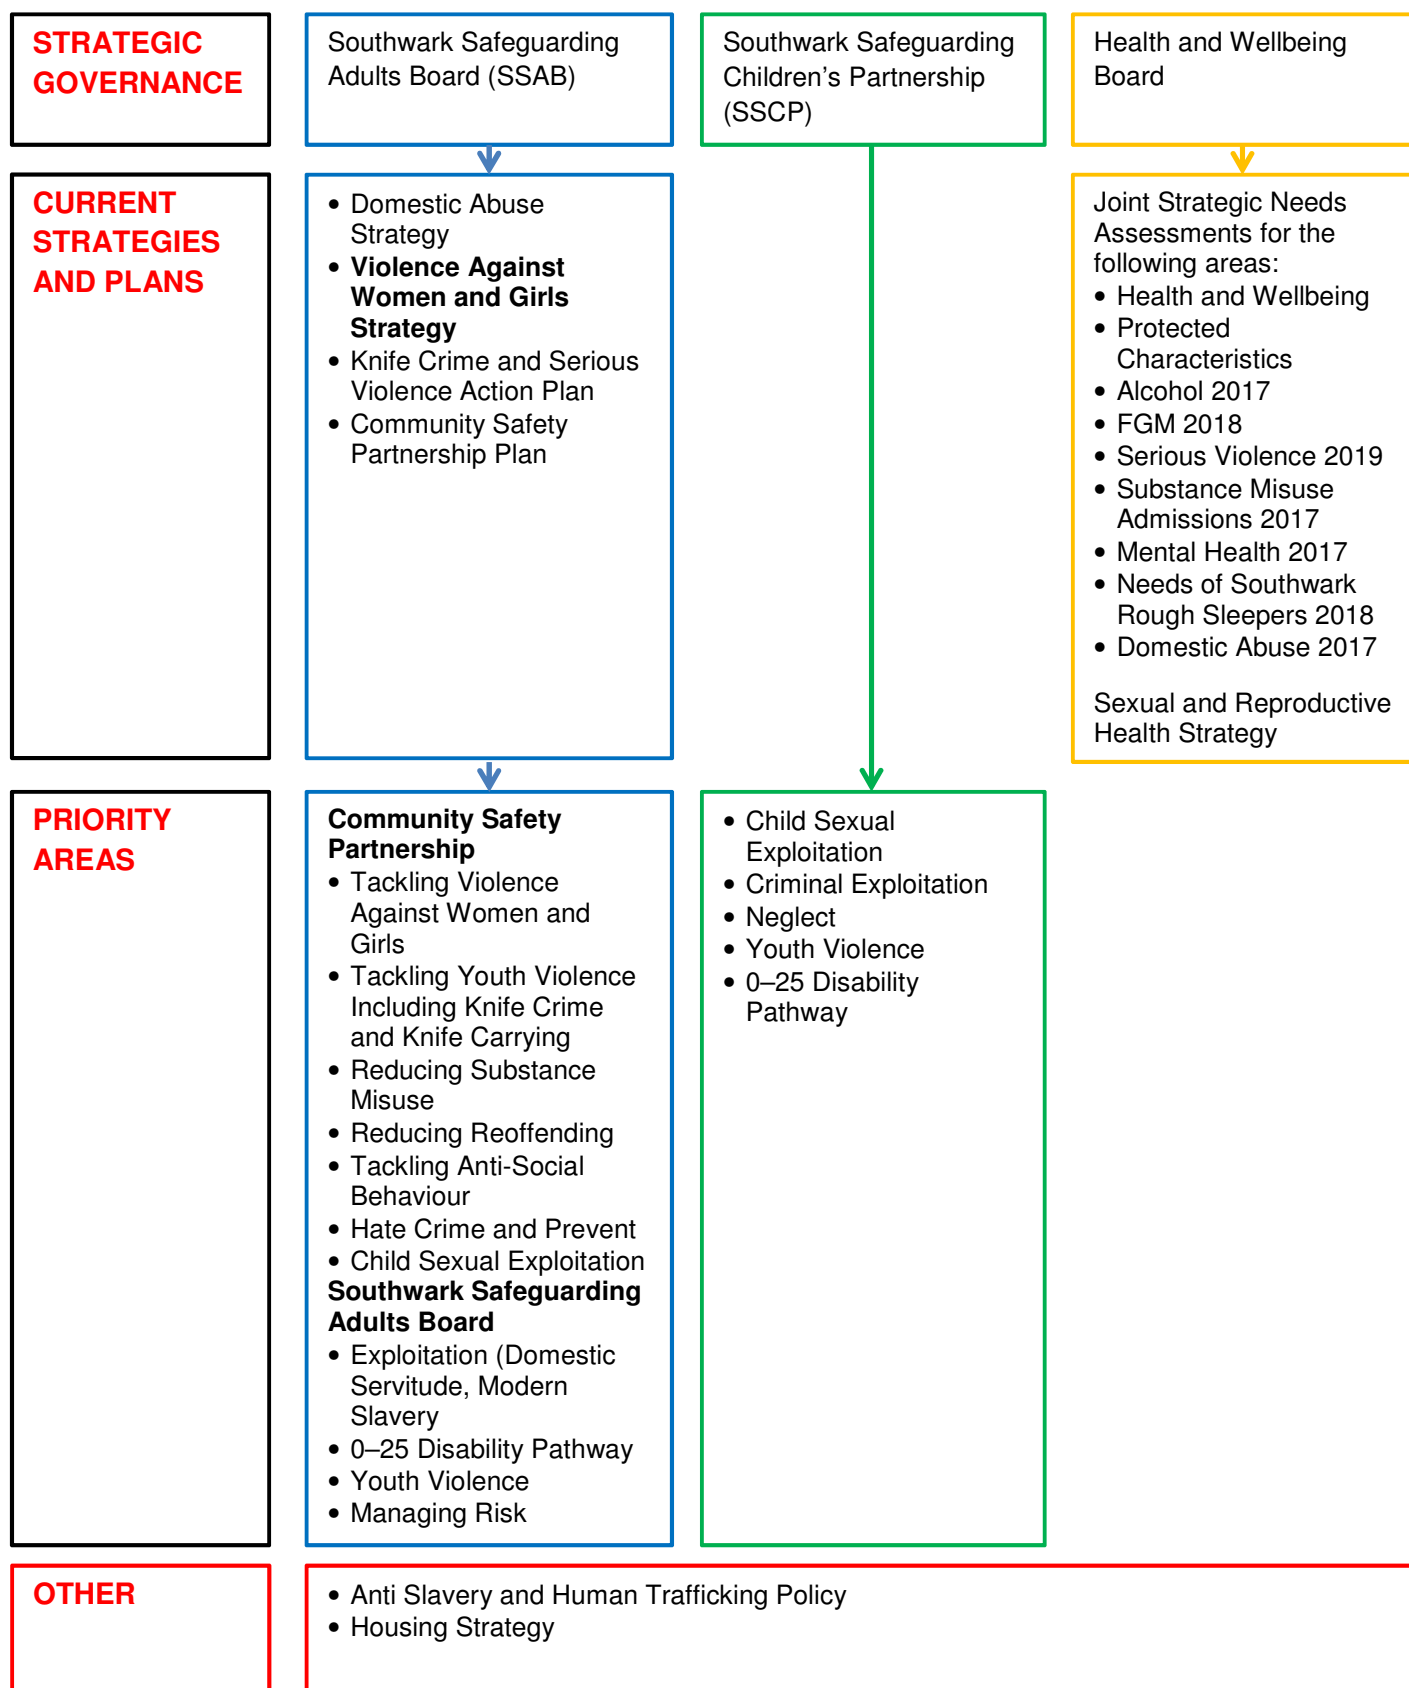 STRATEGIC
GOVERNANCE
Southwark Safeguarding
Adults Board (SSAB)
Southwark Safeguarding
Children’s Partnership
(SSCP)
Health and Wellbeing
Board
CURRENT
STRATEGIES
AND PLANS
• Domestic Abuse
Strategy
• Violence Against
Women and Girls
Strategy
• Knife Crime and Serious
Violence Action Plan
• Community Safety
Partnership Plan
Joint Strategic Needs
Assessments for the
following areas:
• Health and Wellbeing
• Protected
Characteristics
• Alcohol 2017
• FGM 2018
• Serious Violence 2019
• Substance Misuse
Admissions 2017
• Mental Health 2017
• Needs of Southwark
Rough Sleepers 2018
• Domestic Abuse 2017
Sexual and Reproductive
Health Strategy
PRIORITY
AREAS
Community Safety
Partnership
• Tackling Violence
Against Women and
Girls
• Tackling Youth Violence
Including Knife Crime
and Knife Carrying
• Reducing Substance
Misuse
• Reducing Reoffending
• Tackling Anti-Social
Behaviour
• Hate Crime and Prevent
• Child Sexual Exploitation
Southwark Safeguarding
Adults Board
• Exploitation (Domestic
Servitude, Modern
Slavery
• 0–25 Disability Pathway
• Youth Violence
• Managing Risk
• Child Sexual
Exploitation
• Criminal Exploitation
• Neglect
• Youth Violence
• 0–25 Disability
Pathway
OTHER
• Anti Slavery and Human Trafficking Policy
• Housing Strategy